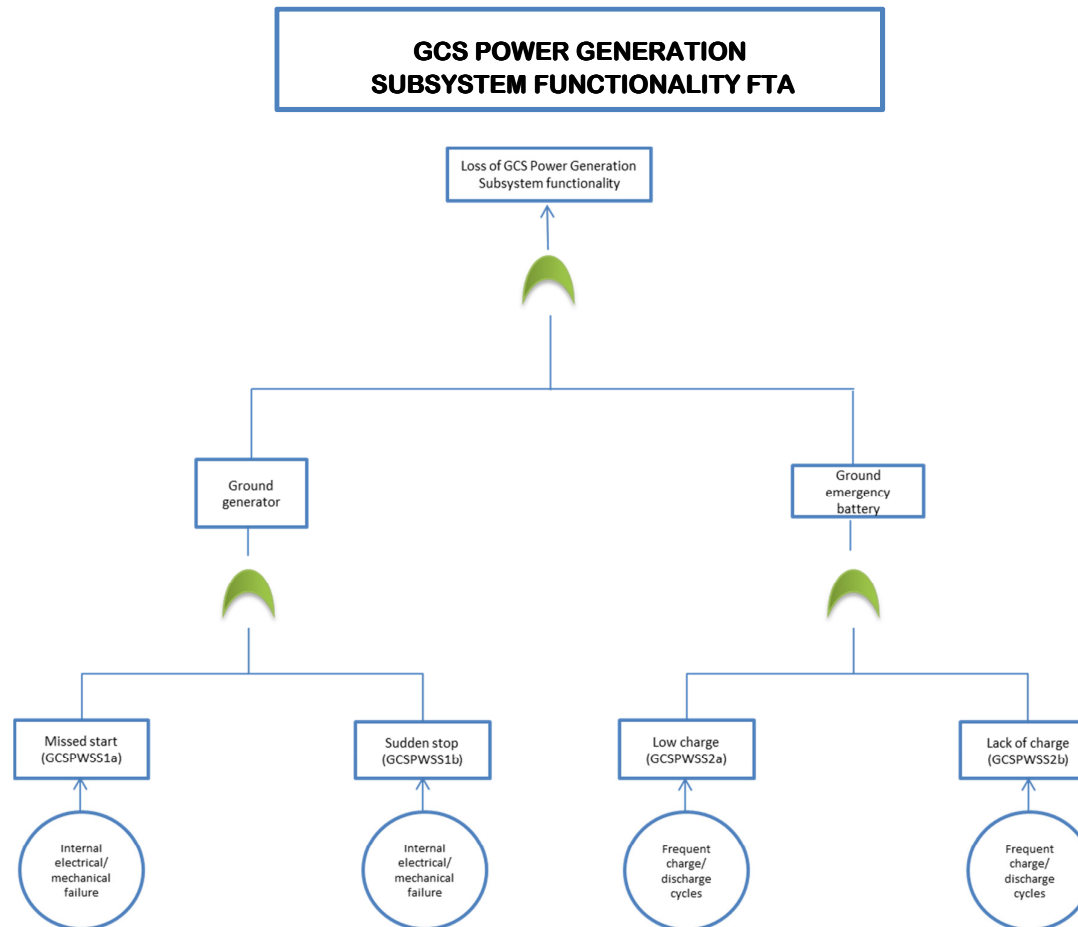 GCS POWER GENERATION
SUBSYSTEM FUNCTIONALITY FTA
Loss of GCS Power Generation
Subsystem functionality
Ground
generator
Ground
emergency
battery
Missed start
(GCSPWSS1a)
Sudden stop
(GCSPWSS1b)
Low charge
(GCSPWSS2a)
Lack of charge
(GCSPWSS2b)
Internal
electrical/
mechanical
failure
Internal
electrical/
mechanical
failure
Frequent
charge/
discharge
cycles
Frequent
charge/
discharge
cycles